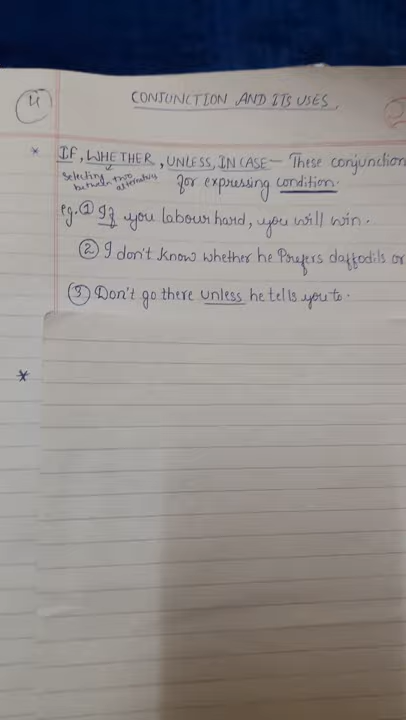 4
CONJUNCTION AND ITS USES
* IF, WHETHER, UNLESS, IN CASE - These conjunction
selecting between two alternatives
for expressing condition.
eg. ① If you labour hard, you will win.
② I don't know whether he Prefers daffodils or
③ Don't go there unless he tells you to.
*